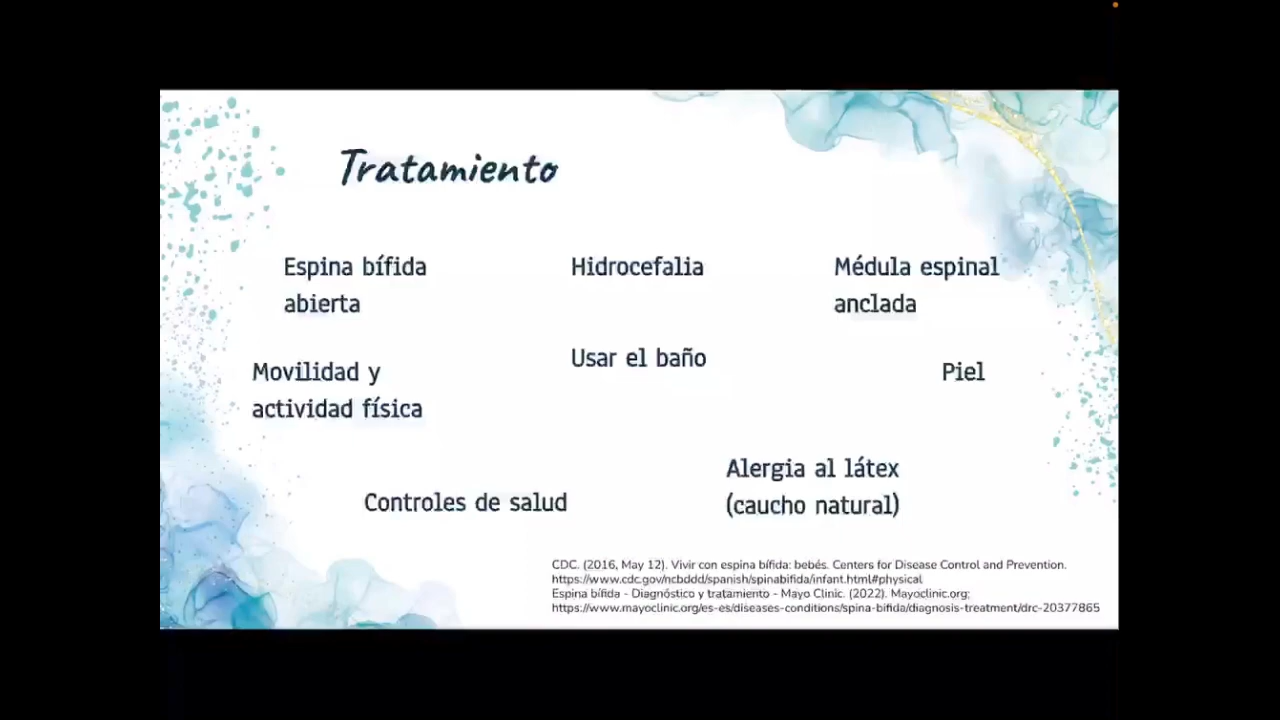 Tratamiento
Espina bífida
abierta
Hidrocefalia
Médula espinal
anclada
Movilidad y
actividad física
Usar el baño
Piel
Controles de salud
Alergia al látex
(caucho natural)
CDC. (2016, May 12). Vivir con espina bífida: bebés. Centers for Disease Control and Prevention.
https://www.cdc.gov/ncbddd/spanish/spinabifida/infant.html#physical
Espina bífida - Diagnóstico y tratamiento - Mayo Clinic. (2022). Mayoclinic.org;
https://www.mayoclinic.org/es-es/diseases-conditions/spina-bifida/diagnosis-treatment/drc-20377865